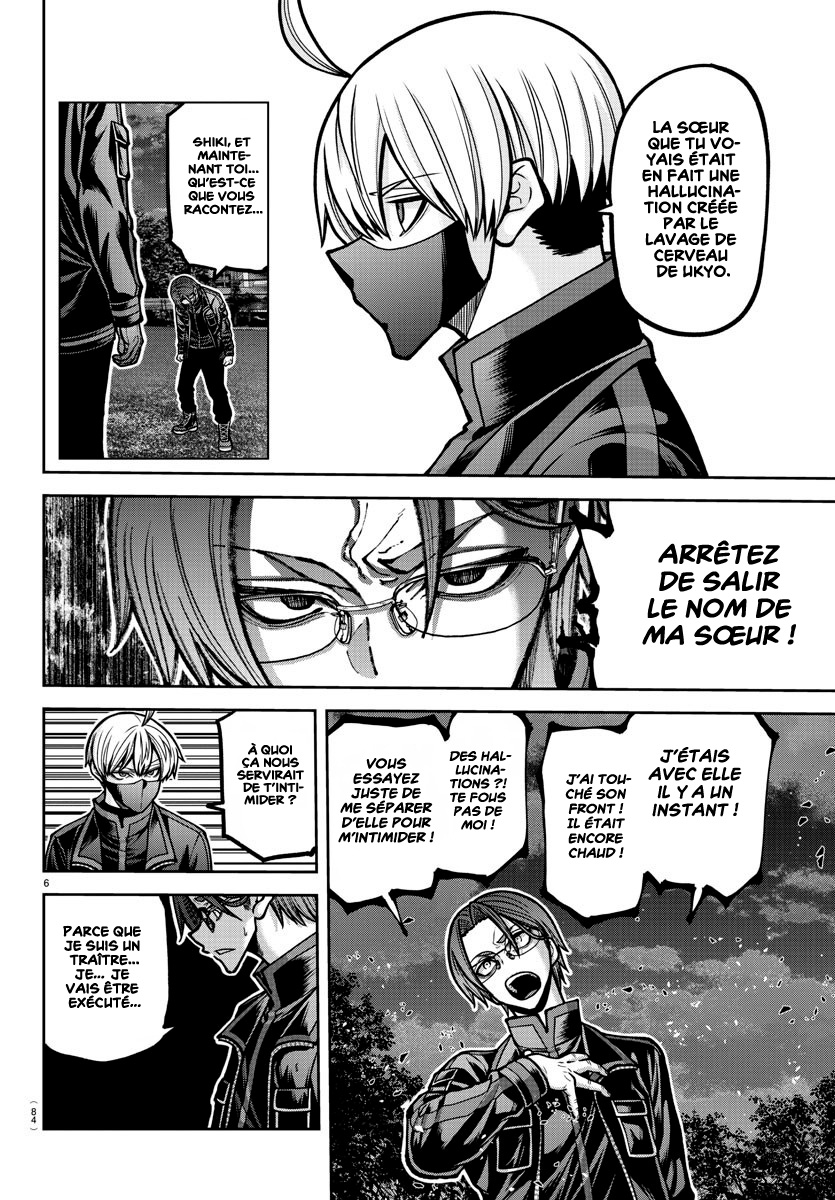 LA SŒUR
QUE TU VO-
YAIS ÉTAIT
EN FAIT UNE
HALLUCINA-
TION CRÉÉE
PAR LE
LAVAGE DE
CERVEAU
DE UKYO.
SHIKI, ET
MAINTE-
NANT TOI...
QU'EST-CE
QUE VOUS
RACONTEZ...
ARRÊTEZ
DE SALIR
LE NOM DE
MA SŒUR !
J'ÉTAIS
AVEC ELLE
IL Y A UN
INSTANT !
J'AI TOU-
CHÉ SON
FRONT !
IL ÉTAIT
ENCORE
CHAUD !
DES HAL-
LUCINA-
TIONS ?!
TE FOUS
PAS DE
MOI !
VOUS
ESSAYEZ
JUSTE DE
ME SÉPARER
D'ELLE POUR
M'INTIMIDER !
À QUOI
ÇA NOUS
SERVIRAIT
DE T'INTI-
MIDER ?
6
PARCE QUE
JE SUIS UN
TRAÎTRE...
JE... JE
VAIS ÊTRE
EXÉCUTÉ...
(84)